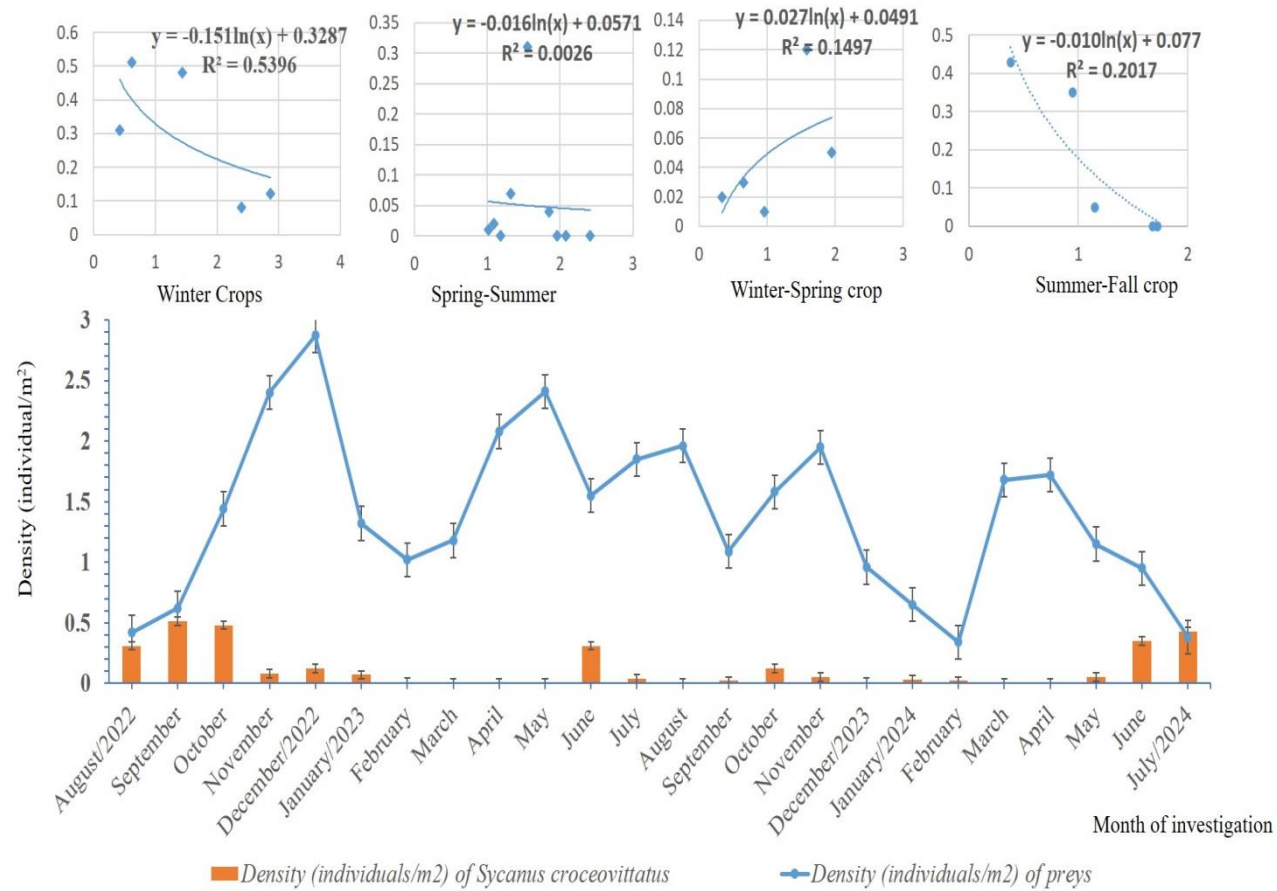 y = -0.151ln(x) + 0.3287
R² = 0.5396
0.6
0.5
0.4
0.3
0.2
0.1
0
0 1 2 3 4
Winter Crops
y = -0.016ln(x) + 0.0571
R² = 0.0026
0.35
0.3
0.25
0.2
0.15
0.1
0.05
0
0 1 2 3
Spring-Summer
y = 0.027ln(x) + 0.0491
R² = 0.1497
0.14
0.12
0.1
0.08
0.06
0.04
0.02
0
0 1 2 3
Winter-Spring crop
y = -0.010ln(x) + 0.077
R² = 0.2017
0.5
0.4
0.3
0.2
0.1
0
0 1 2
Summer-Fall crop
Density (individual/m²)
3
2.5
2
1.5
1
0.5
0
August/2022
September
October
November
December/2022
January/2023
February
March
April
May
June
July
August
September
October
November
December/2023
January/2024
February
March
April
May
June
July/2024
Month of investigation
Density (individuals/m2) of Sycanus croceovittatus
Density (individuals/m2) of preys